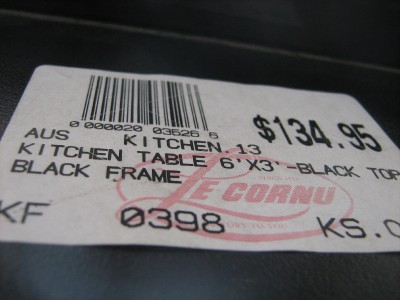 $134.95
0 000020 03526 6
AUS KITCHEN.13
KITCHEN TABLE 6'X3'-BLACK TOP
BLACK FRAME
LE CORNU
KF 0398 KS.